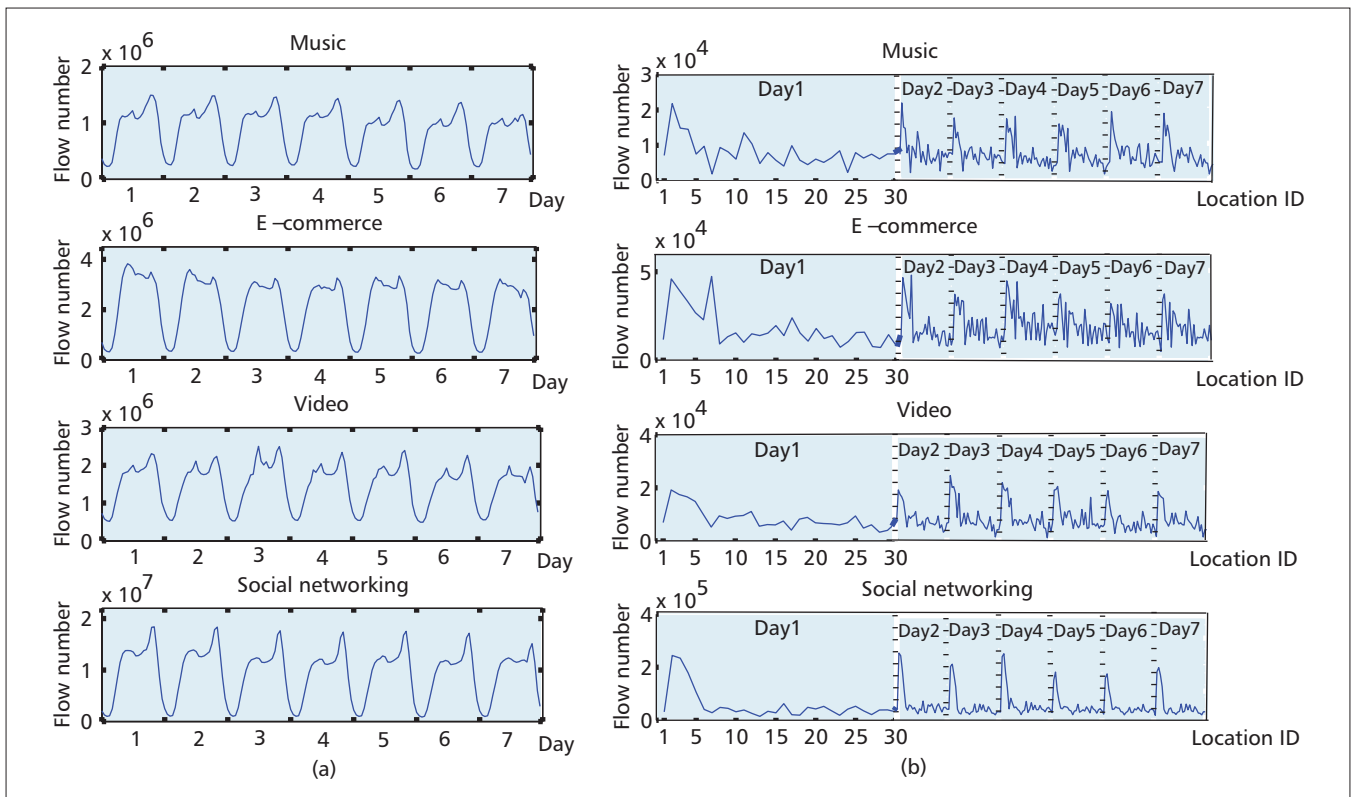 Music
x 10^6
Flow number
2
1
0
1 2 3 4 5 6 7 Day
E –commerce
x 10^6
Flow number
4
2
0
1 2 3 4 5 6 7 Day
Video
x 10^6
Flow number
3
2
1
0
1 2 3 4 5 6 7 Day
Social networking
x 10^7
Flow number
2
1
0
1 2 3 4 5 6 7 Day
(a)
Music
x 10^4
Flow number
3
2
1
0
Day1 Day2 Day3 Day4 Day5 Day6 Day7
1 5 10 15 20 25 30
Location ID
E –commerce
x 10^4
Flow number
5
0
Day1 Day2 Day3 Day4 Day5 Day6 Day7
1 5 10 15 20 25 30
Location ID
Video
x 10^4
Flow number
4
2
0
Day1 Day2 Day3 Day4 Day5 Day6 Day7
1 5 10 15 20 25 30
Location ID
Social networking
x 10^5
Flow number
4
2
0
Day1 Day2 Day3 Day4 Day5 Day6 Day7
1 5 10 15 20 25 30
Location ID
(b)